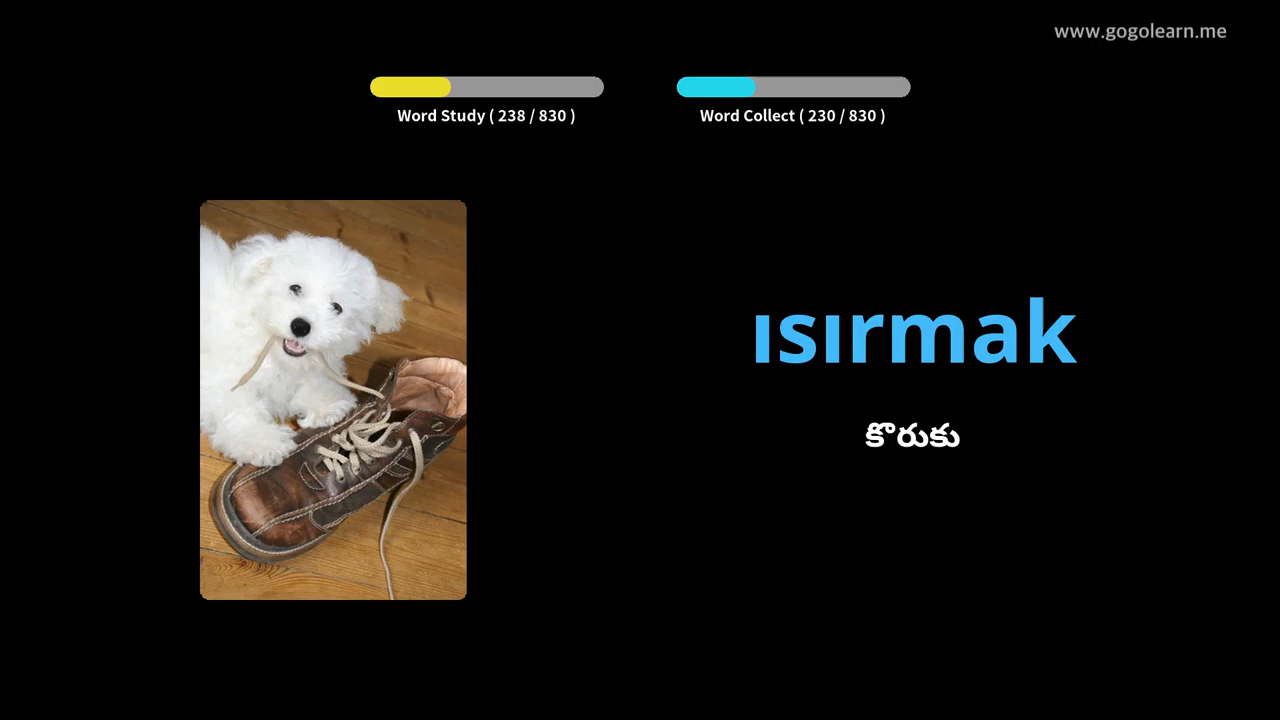 www.gogolearn.me
Word Study ( 238 / 830 )
Word Collect ( 230 / 830 )
ısırmak
కొరుకు